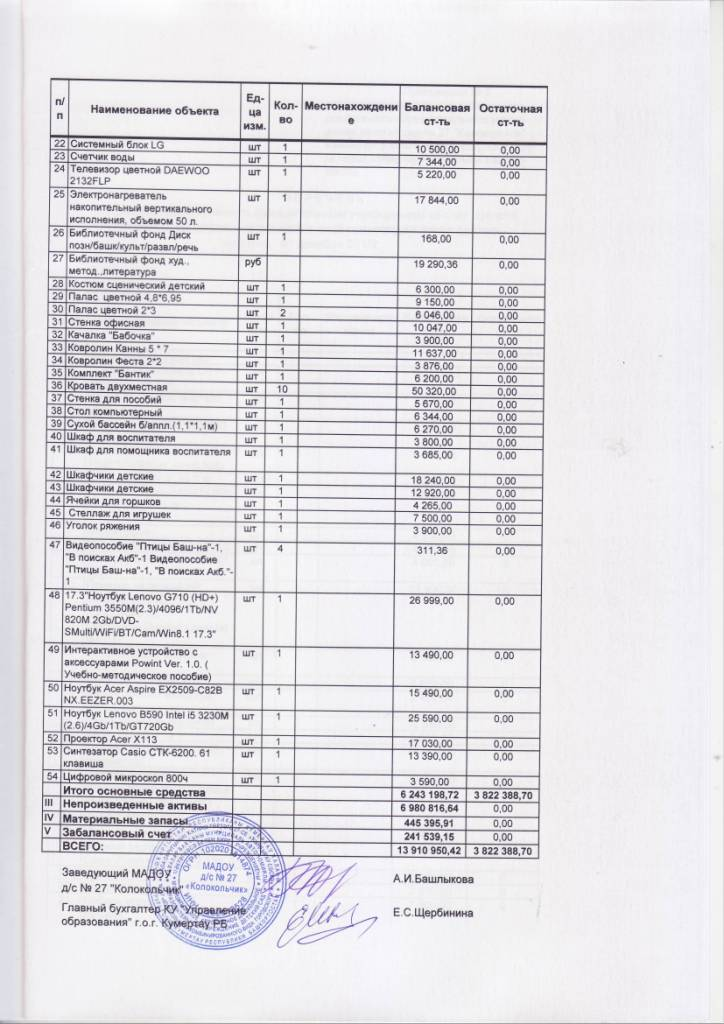 п/п Наименование объекта Ед-ца изм. Кол-во Местонахождение Балансовая ст-ть Остаточная ст-ть
22 Системный блок LG шт 1 10 500,00 0,00
23 Счетчик воды шт 1 7 344,00 0,00
24 Телевизор цветной DAEWOO шт 1 5 220,00 0,00
2132FLP
25 Электронагреватель шт 1 17 844,00 0,00
накопительный вертикального
исполнения, объемом 50 л.
26 Библиотечный фонд Диск шт 1 168,00 0,00
позн/башк/культ/развл/речь
27 Библиотечный фонд худ., руб 19 290,36 0,00
метод.,литература
28 Костюм сценический детский шт 1 6 300,00 0,00
29 Палас цветной 4,8*6,95 шт 1 9 150,00 0,00
30 Палас цветной 2*3 шт 2 6 046,00 0,00
31 Стенка офисная шт 1 10 047,00 0,00
32 Качалка "Бабочка" шт 1 3 900,00 0,00
33 Ковролин Канны 5 * 7 шт 1 11 637,00 0,00
34 Ковролин Феста 2*2 шт 1 3 876,00 0,00
35 Комплект "Бантик" шт 1 6 200,00 0,00
36 Кровать двухместная шт 10 50 320,00 0,00
37 Стенка для пособий шт 1 5 670,00 0,00
38 Стол компьютерный шт 1 6 344,00 0,00
39 Сухой бассейн б/аппл.(1,1*1,1м) шт 1 6 270,00 0,00
40 Шкаф для воспитателя шт 1 3 800,00 0,00
41 Шкаф для помощника воспитателя шт 1 3 685,00 0,00
42 Шкафчики детские шт 1 18 240,00 0,00
43 Шкафчики детские шт 1 12 920,00 0,00
44 Ячейки для горшков шт 1 4 265,00 0,00
45 Стеллаж для игрушек шт 1 7 500,00 0,00
46 Уголок ряжения шт 1 3 900,00 0,00
47 Видеопособие "Птицы Баш-на"-1, шт 4 311,36 0,00
"В поисках Акб"-1 Видеопособие
"Птицы Баш-на"-1, "В поисках Акб."-
1
48 17.3"Ноутбук Lenovo G710 (HD+) шт 1 26 999,00 0,00
Pentium 3550M(2.3)/4096/1Tb/NV
820M 2Gb/DVD-
SMulti/WiFi/BT/Cam/Win8.1 17.3"
49 Интерактивное устройство с шт 1 13 490,00 0,00
аксессуарами Powint Ver. 1.0. (
Учебно-методическое пособие)
50 Ноутбук Acer Aspire EX2509-C82B шт 1 15 490,00 0,00
NX.EEZER.003
51 Ноутбук Lenovo B590 Intel i5 3230M шт 1 25 590,00 0,00
(2.6)/4Gb/1Tb/GT720Gb
52 Проектор Acer X113 шт 1 17 030,00 0,00
53 Синтезатор Casio CTK-6200. 61 шт 1 13 390,00 0,00
клавиша
54 Цифровой микроскоп 800ч шт 1 3 590,00 0,00
Итого основные средства 6 243 198,72 3 822 388,70
III Непроизведенные активы 6 980 816,64 0,00
IV Материальные запасы 445 395,91 0,00
V Забалансовый счет 241 539,15 0,00
ВСЕГО: 13 910 950,42 3 822 388,70
Заведующий МАДОУ
д/с № 27 "Колокольчик" А.И.Башлыкова
Главный бухгалтер КУ "Управление
образования" г.о.г. Кумертау РБ Е.С.Щербинина
МАДОУ
д/с № 27
«Колокольчик»